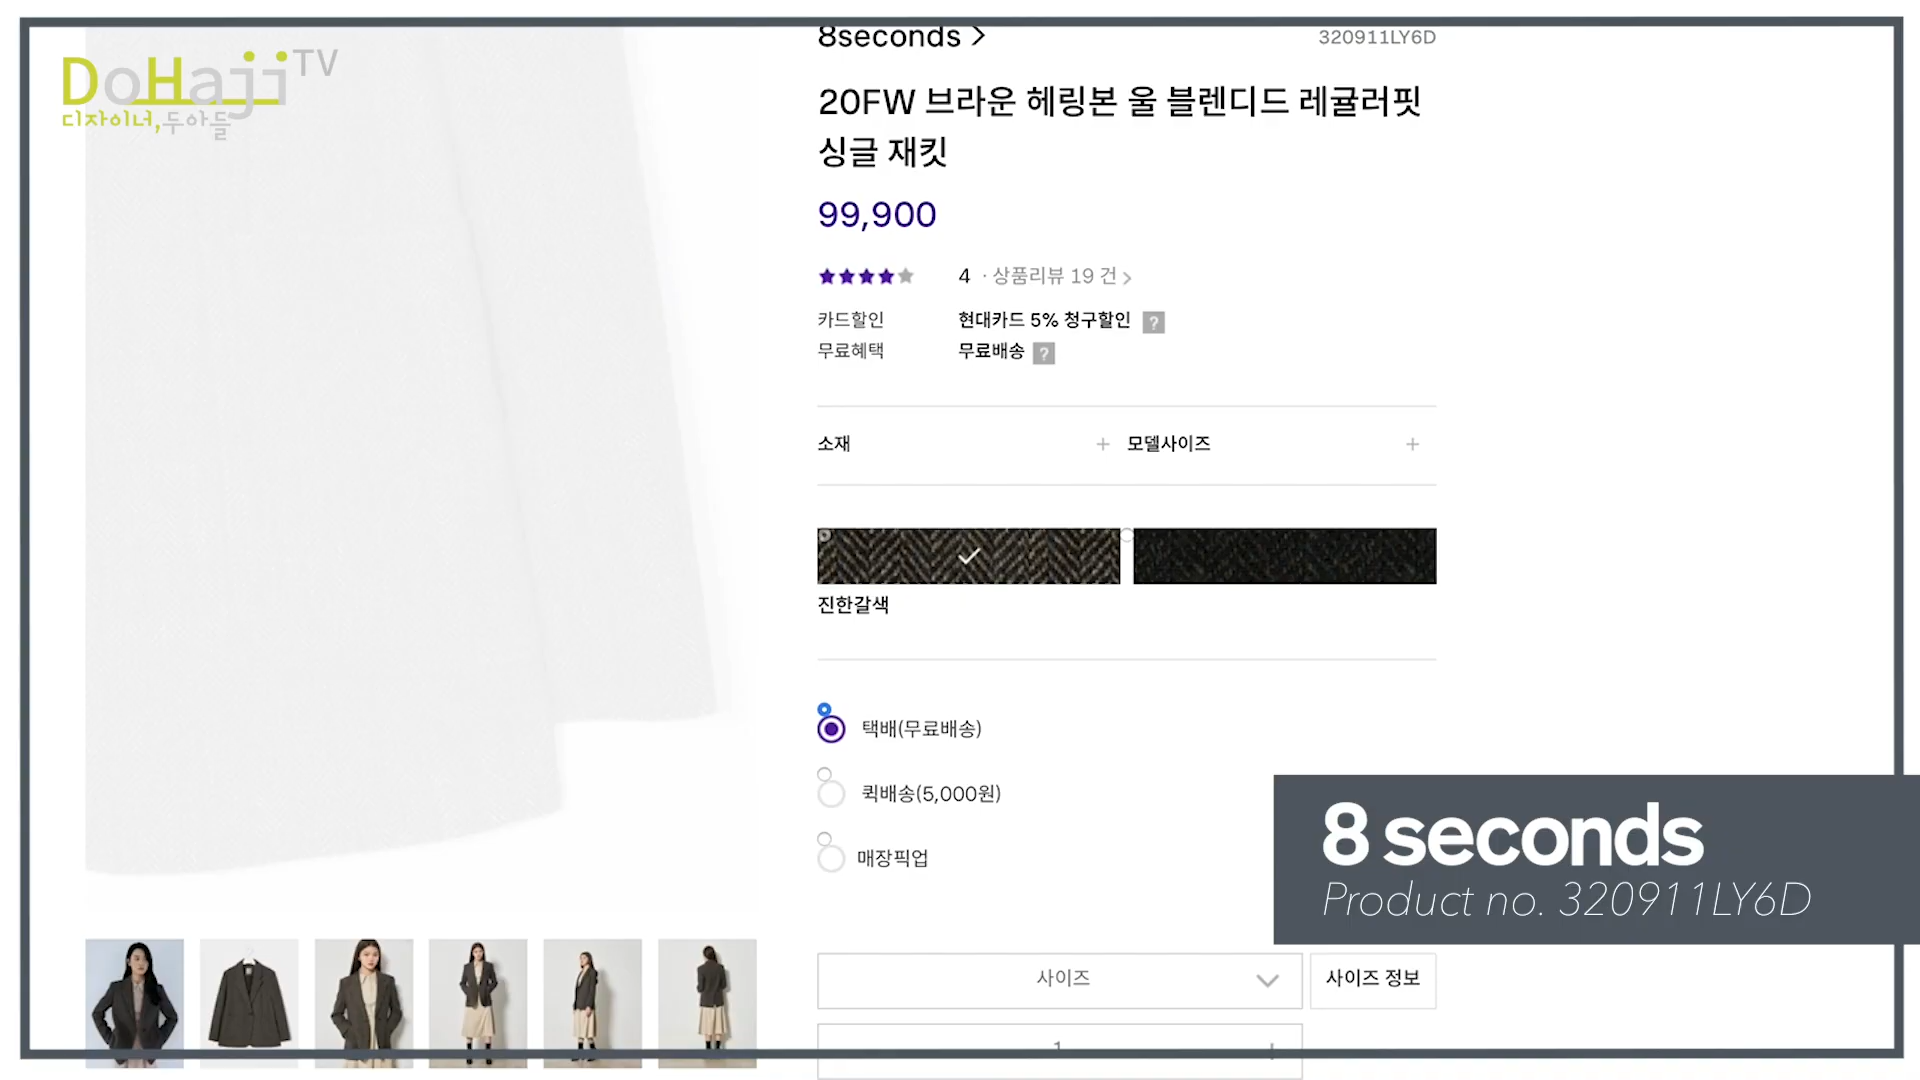 DoHajiTV
디자이너,두아들
8seconds >
320911LY6D
20FW 브라운 헤링본 울 블렌디드 레귤러핏
싱글 재킷
99,900
4 · 상품리뷰 19 건 >
카드할인 현대카드 5% 청구할인 ?
무료혜택 무료배송 ?
소재 + 모델사이즈 +
진한갈색
택배(무료배송)
퀵배송(5,000원)
매장픽업
8 seconds
Product no. 320911LY6D
사이즈
사이즈 정보
1 +